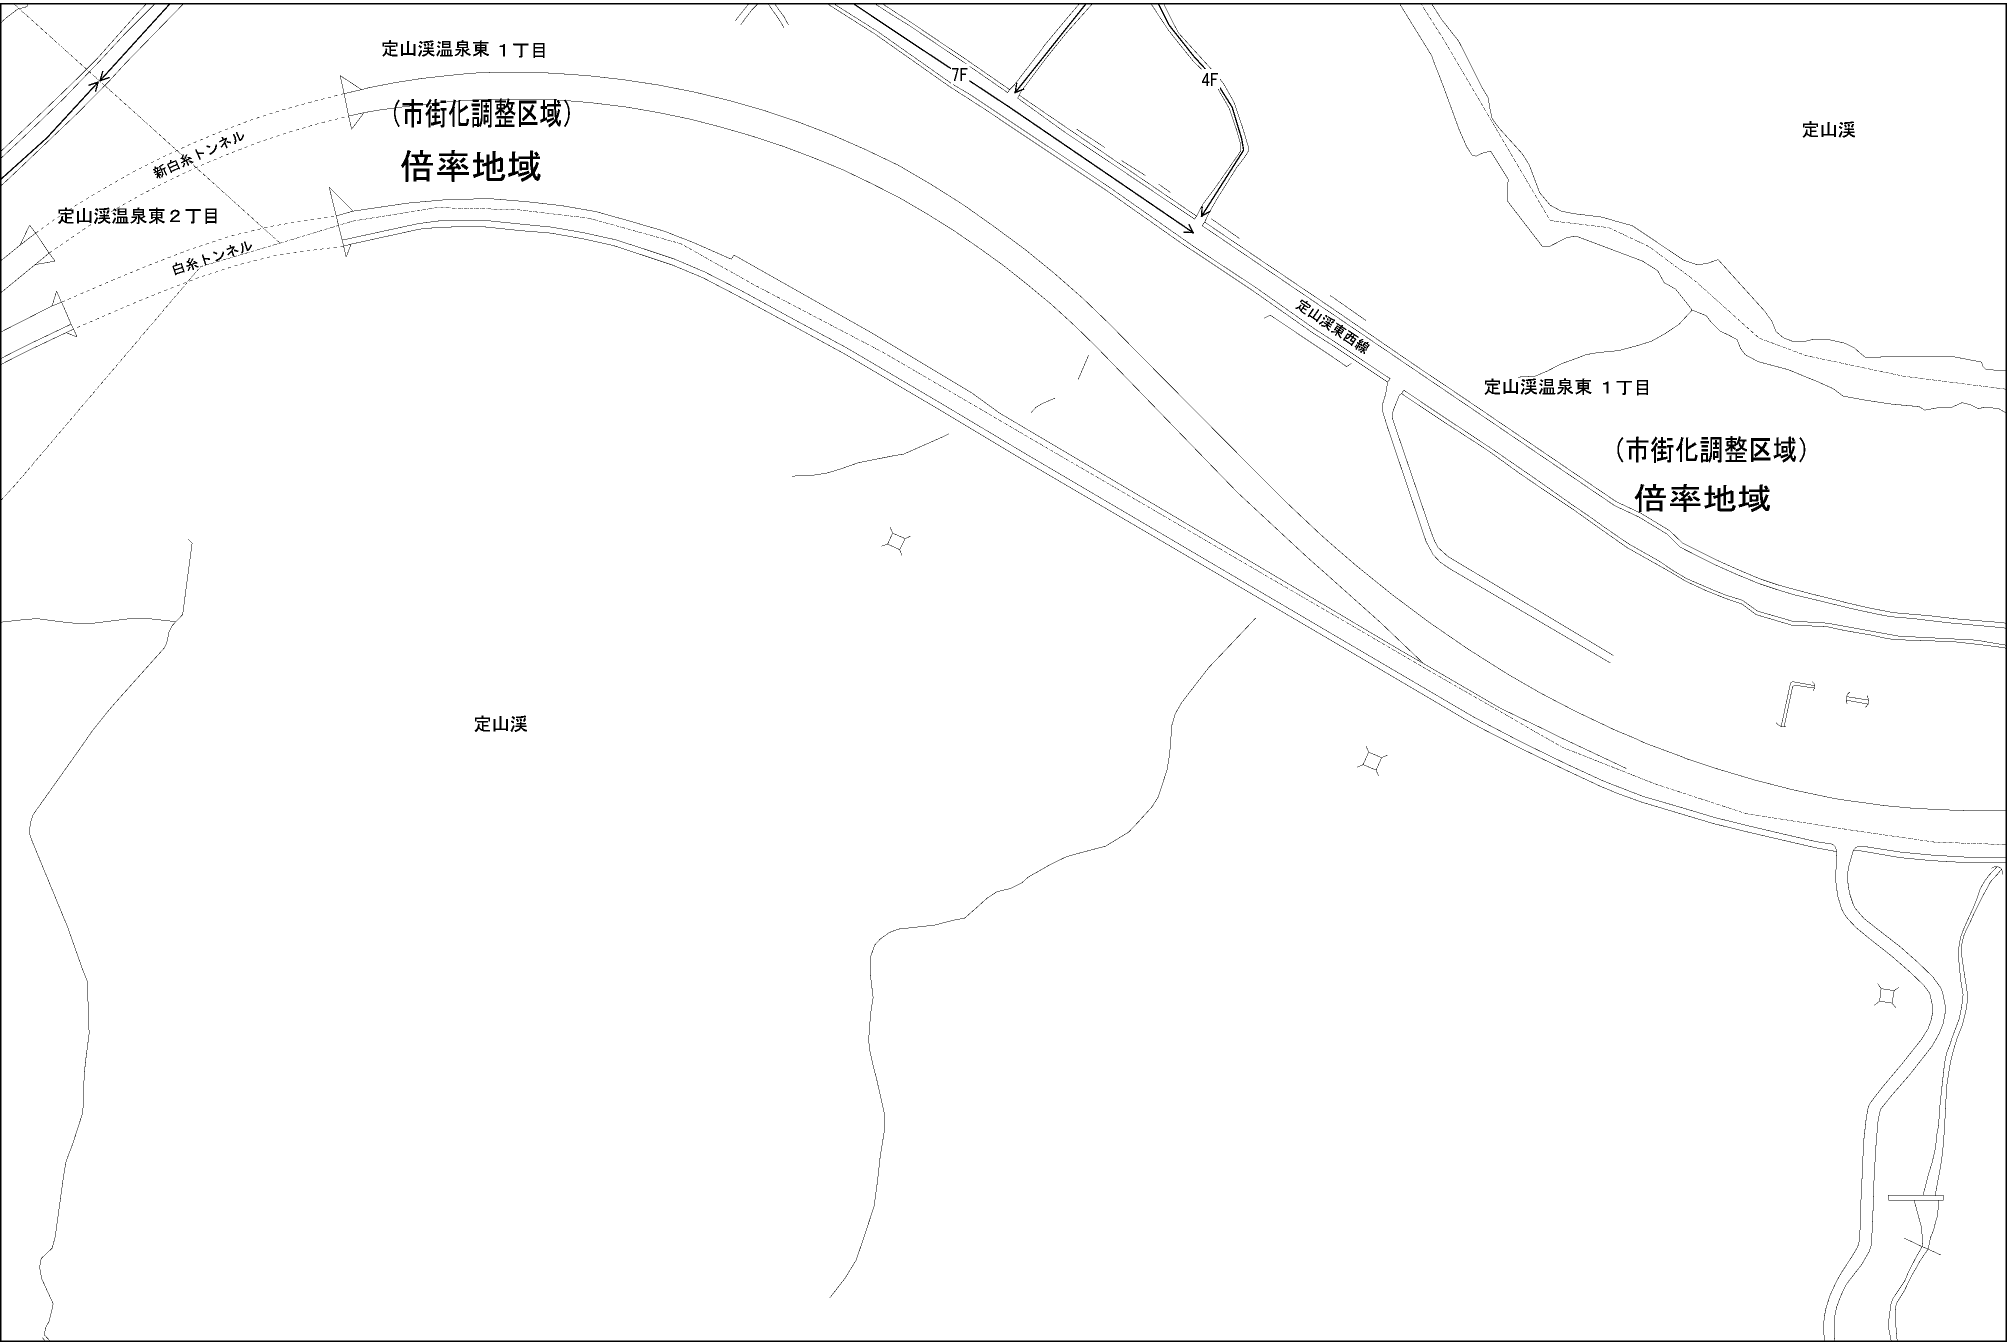 定山渓温泉東 1丁目
7F
4F
(市街化調整区域)
倍率地域
定山渓
新白糸トンネル
定山渓温泉東2丁目
白糸トンネル
定山渓東西線
定山渓温泉東 1丁目
(市街化調整区域)
倍率地域
定山渓